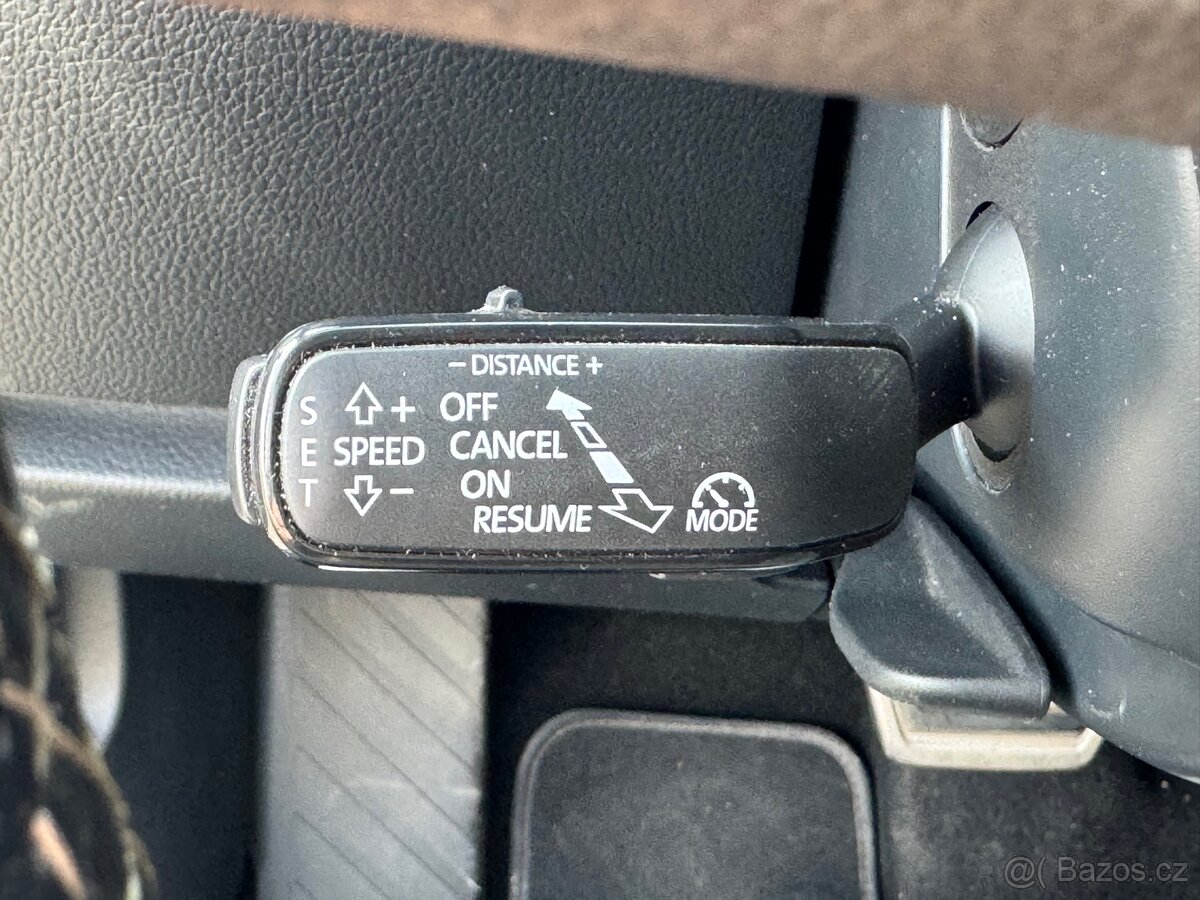 − DISTANCE +
S + OFF
E SPEED CANCEL
T − ON
RESUME MODE
@( Bazos.cz